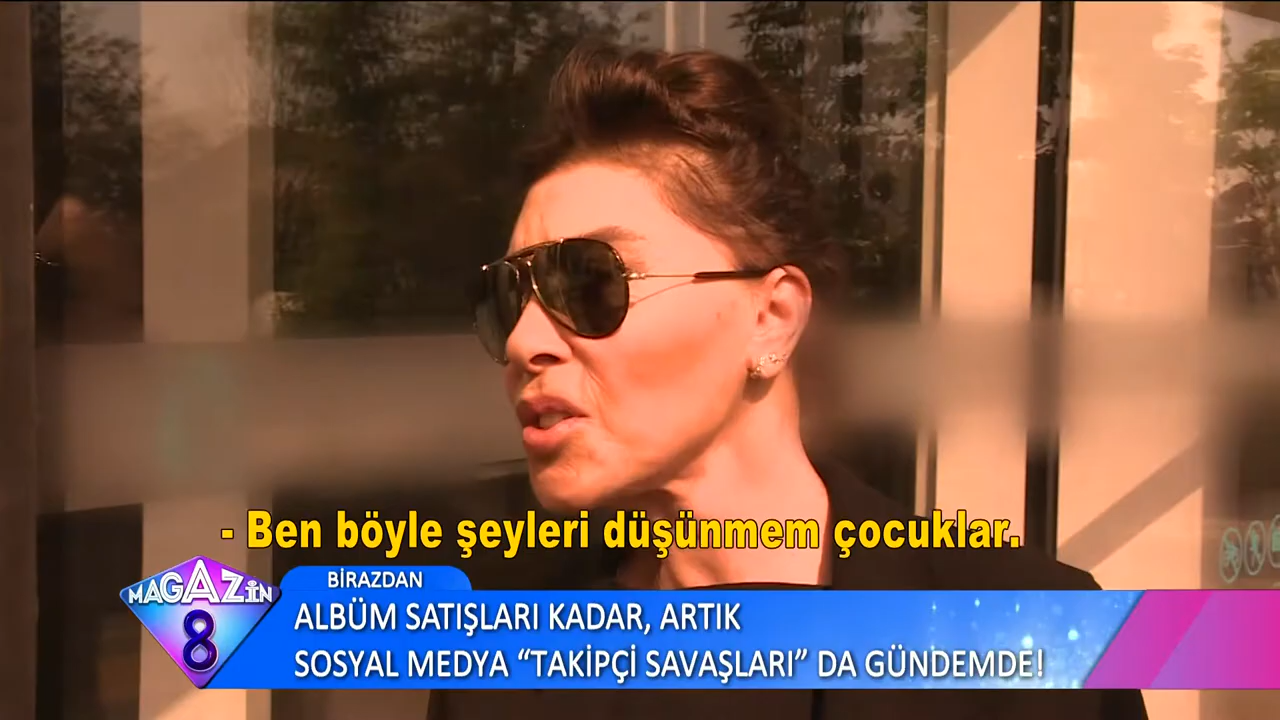 - Ben böyle şeyleri düşünmem çocuklar.
MAGAZİN
8
BİRAZDAN
ALBÜM SATIŞLARI KADAR, ARTIK
SOSYAL MEDYA “TAKİPÇİ SAVAŞLARI” DA GÜNDEMDE!